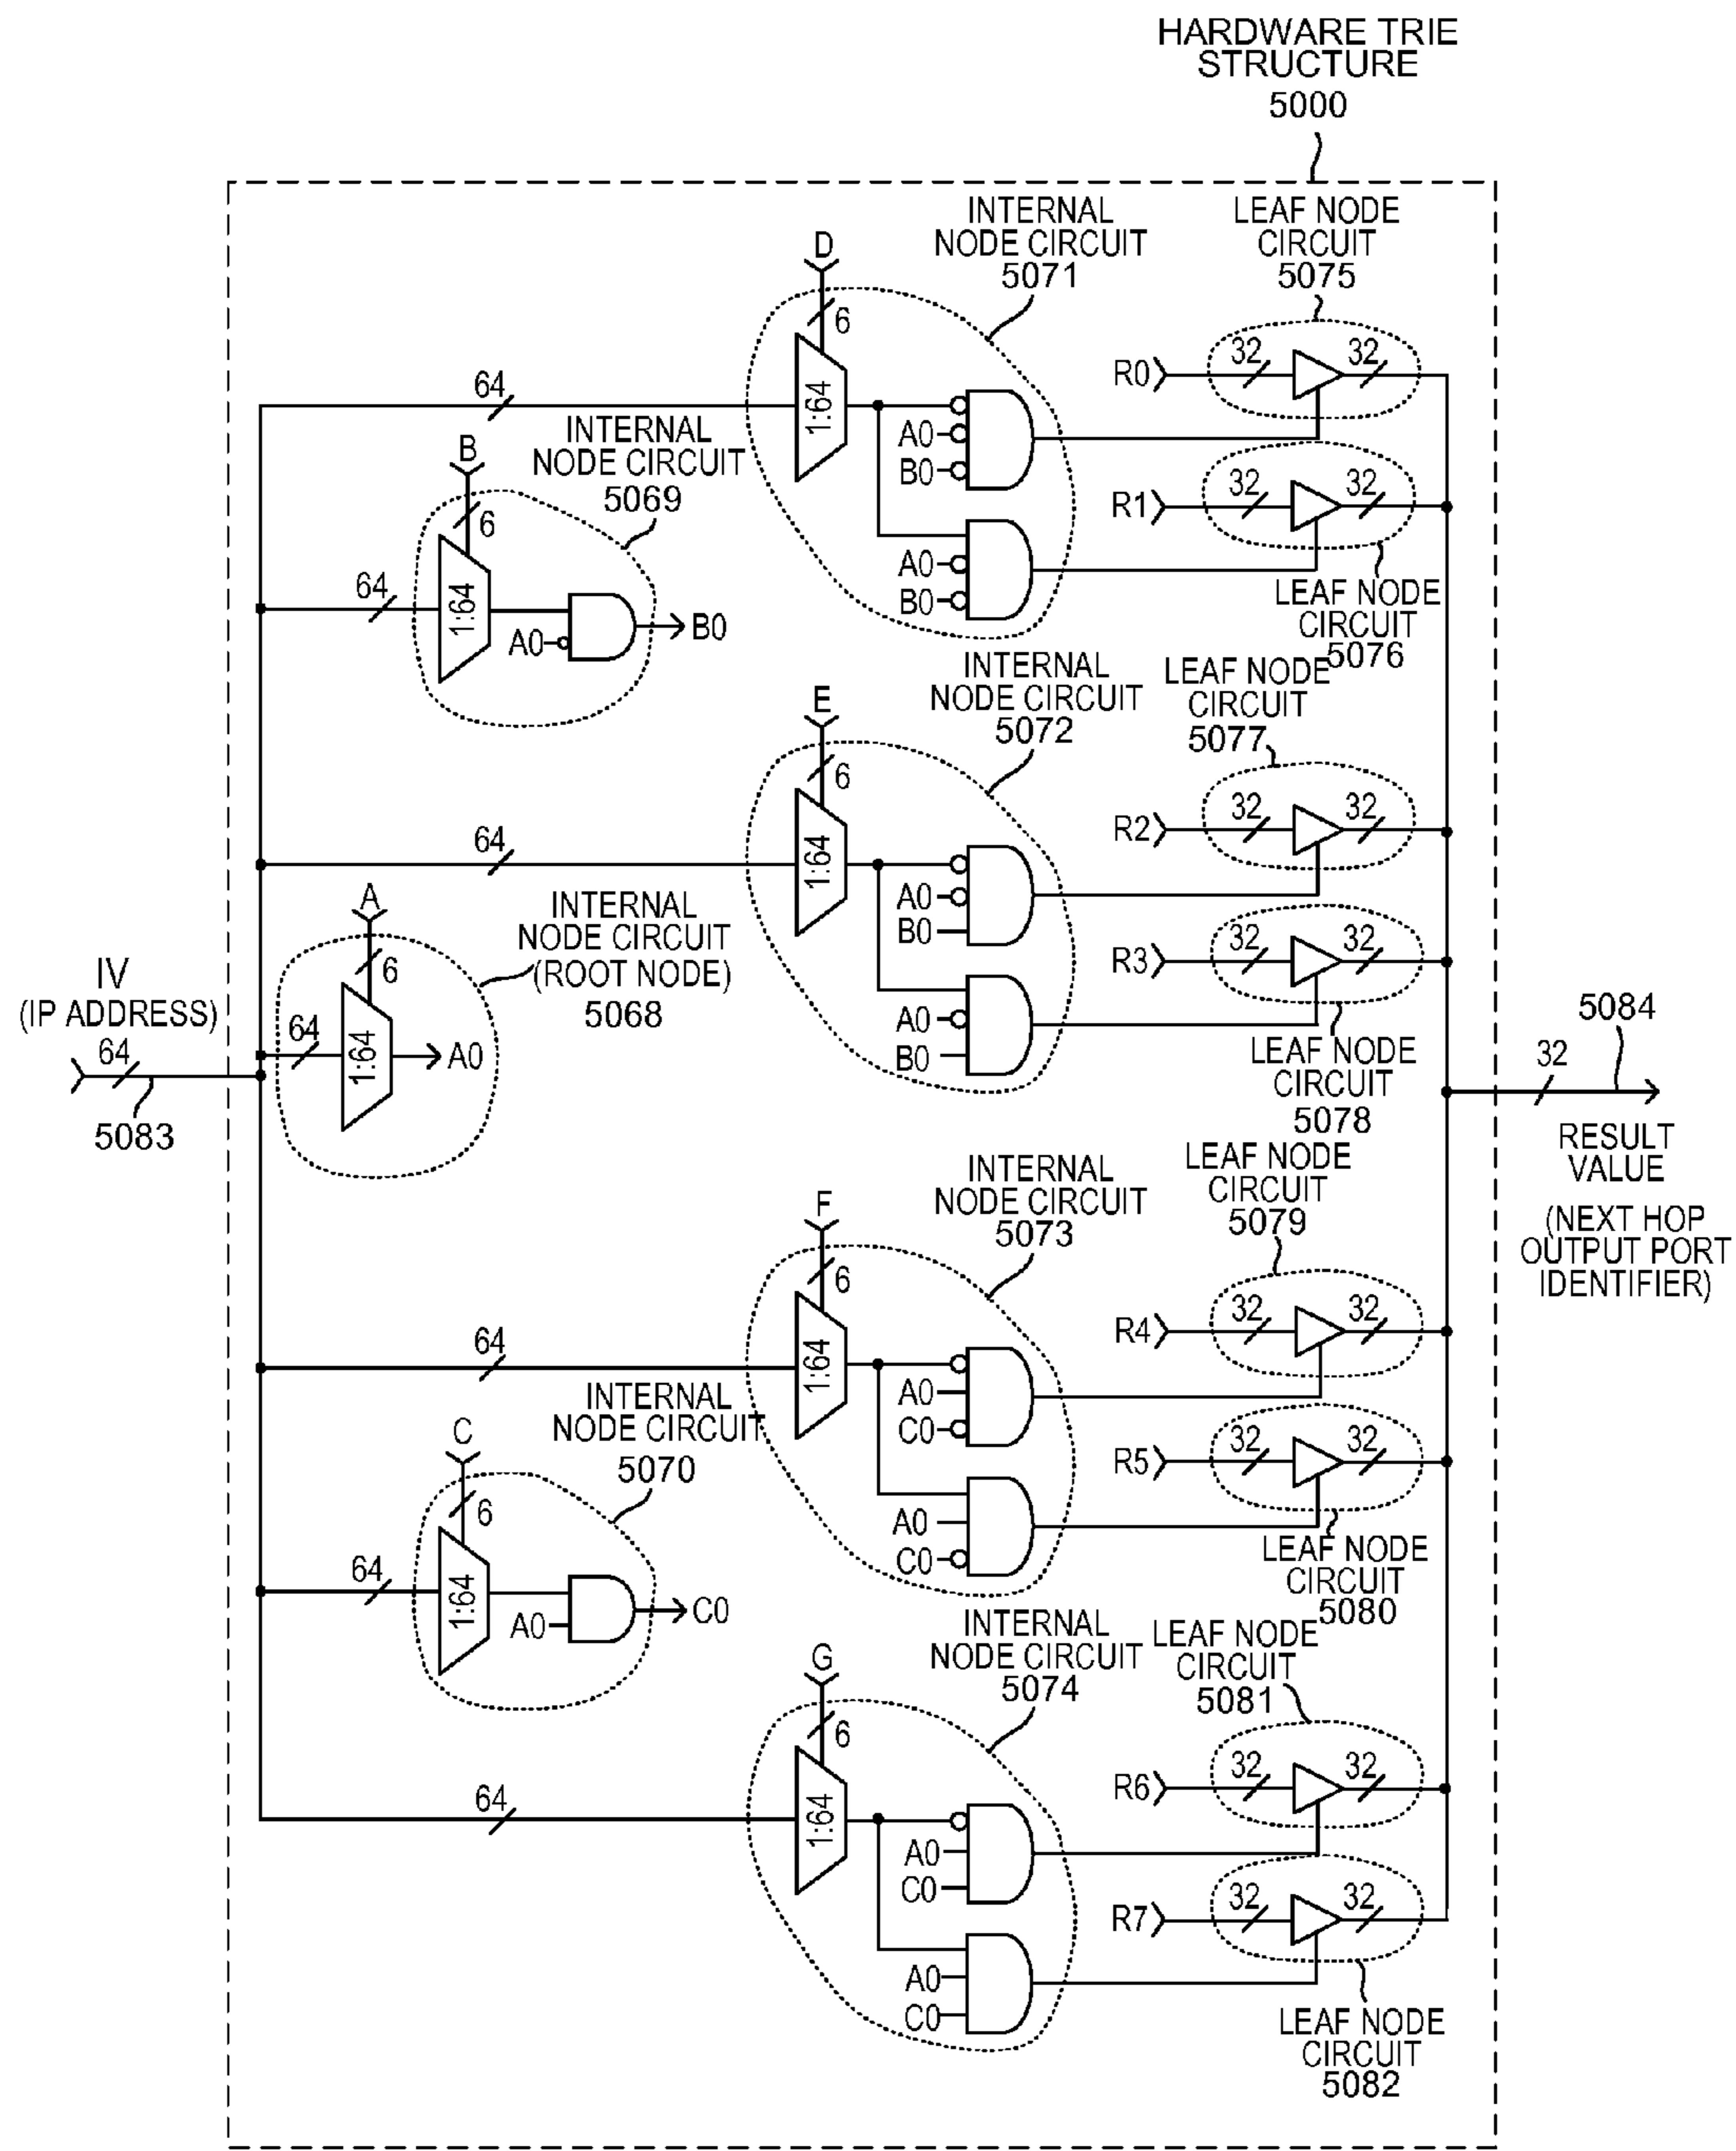 HARDWARE TRIE
STRUCTURE
5000
INTERNAL
NODE CIRCUIT
5071
LEAF NODE
CIRCUIT
5075
D
6
1:64
64
A0
B0
A0
B0
R0
32
32
R1
32
32
LEAF NODE
CIRCUIT
5076
INTERNAL
NODE CIRCUIT
5069
B
6
64
1:64
A0
B0
INTERNAL
NODE CIRCUIT
5072
LEAF NODE
CIRCUIT
5077
E
6
64
1:64
A0
B0
A0
B0
R2
32
32
R3
32
32
LEAF NODE
CIRCUIT
5078
INTERNAL
NODE CIRCUIT
(ROOT NODE)
5068
A
6
64
1:64
A0
IV
(IP ADDRESS)
64
5083
5084
32
RESULT
VALUE
(NEXT HOP
OUTPUT PORT
IDENTIFIER)
INTERNAL
NODE CIRCUIT
5073
LEAF NODE
CIRCUIT
5079
F
6
64
1:64
A0
C0
A0
C0
R4
32
32
R5
32
32
LEAF NODE
CIRCUIT
5080
INTERNAL
NODE CIRCUIT
5070
C
6
64
1:64
A0
C0
INTERNAL
NODE CIRCUIT
5074
LEAF NODE
CIRCUIT
5081
G
6
64
1:64
A0
C0
A0
C0
R6
32
32
R7
32
32
LEAF NODE
CIRCUIT
5082